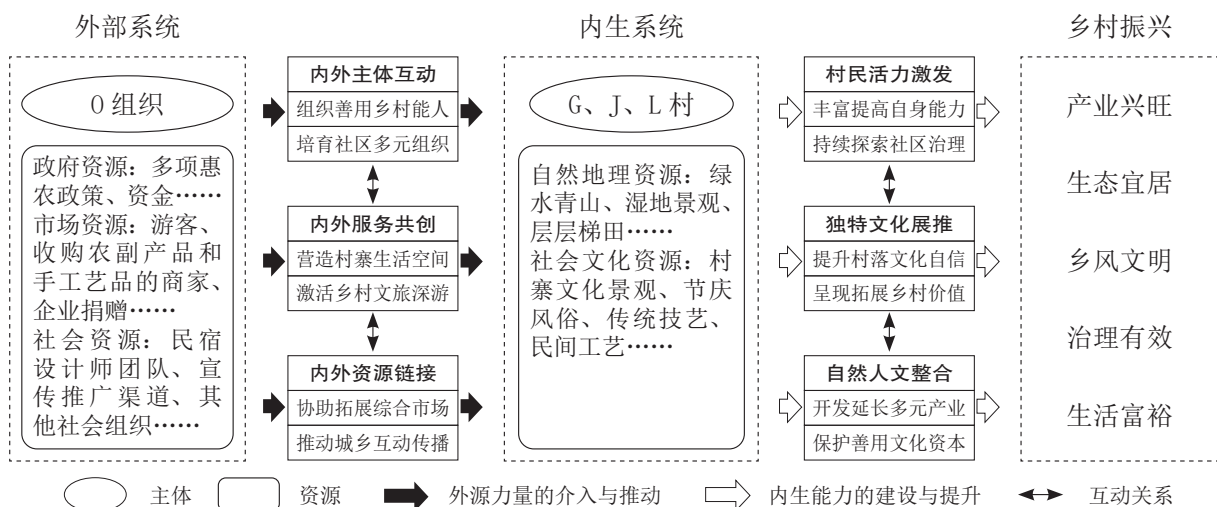 外部系统
内生系统
乡村振兴
O 组织
政府资源：多项惠
农政策、资金……
市场资源：游客、
收购农副产品和
手工艺品的商家、
企业捐赠……
社会资源：民宿
设计师团队、宣
传推广渠道、其
他社会组织……
内外主体互动
组织善用乡村能人
培育社区多元组织
内外服务共创
营造村寨生活空间
激活乡村文旅深游
内外资源链接
协助拓展综合市场
推动城乡互动传播
G、J、L 村
自然地理资源：绿
水青山、湿地景观、
层层梯田……
社会文化资源：村
寨文化景观、节庆
风俗、传统技艺、
民间工艺……
村民活力激发
丰富提高自身能力
持续探索社区治理
独特文化展推
提升村落文化自信
呈现拓展乡村价值
自然人文整合
开发延长多元产业
保护善用文化资本
产业兴旺
生态宜居
乡风文明
治理有效
生活富裕
主体
资源
外源力量的介入与推动
内生能力的建设与提升
互动关系